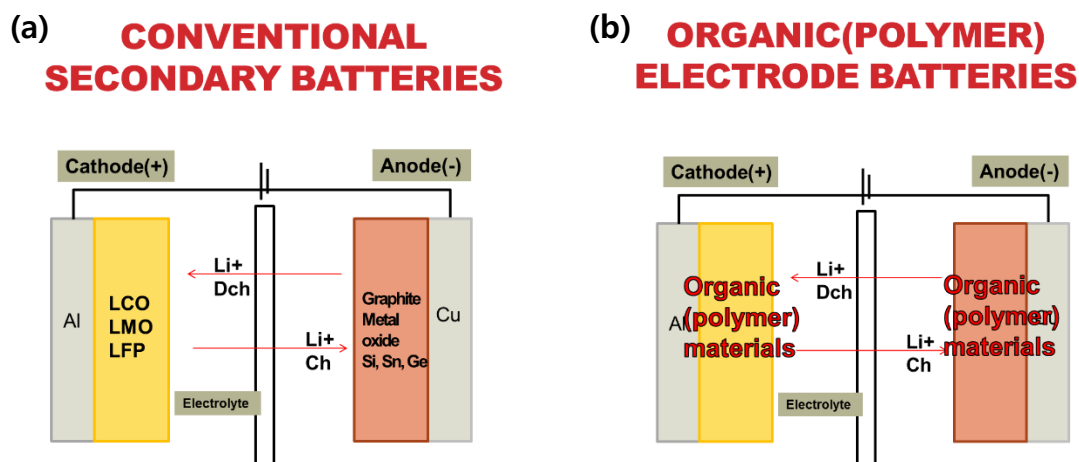 (a)
CONVENTIONAL
SECONDARY BATTERIES
Cathode(+)
Anode(-)
Li+
Dch
LCO
LMO
LFP
Al
Graphite
Metal
oxide
Si, Sn, Ge
Cu
Li+
Ch
Electrolyte
(b)
ORGANIC(POLYMER)
ELECTRODE BATTERIES
Cathode(+)
Anode(-)
Li+
Dch
Organic
(polymer)
materials
Organic
(polymer)
materials
Li+
Ch
Electrolyte